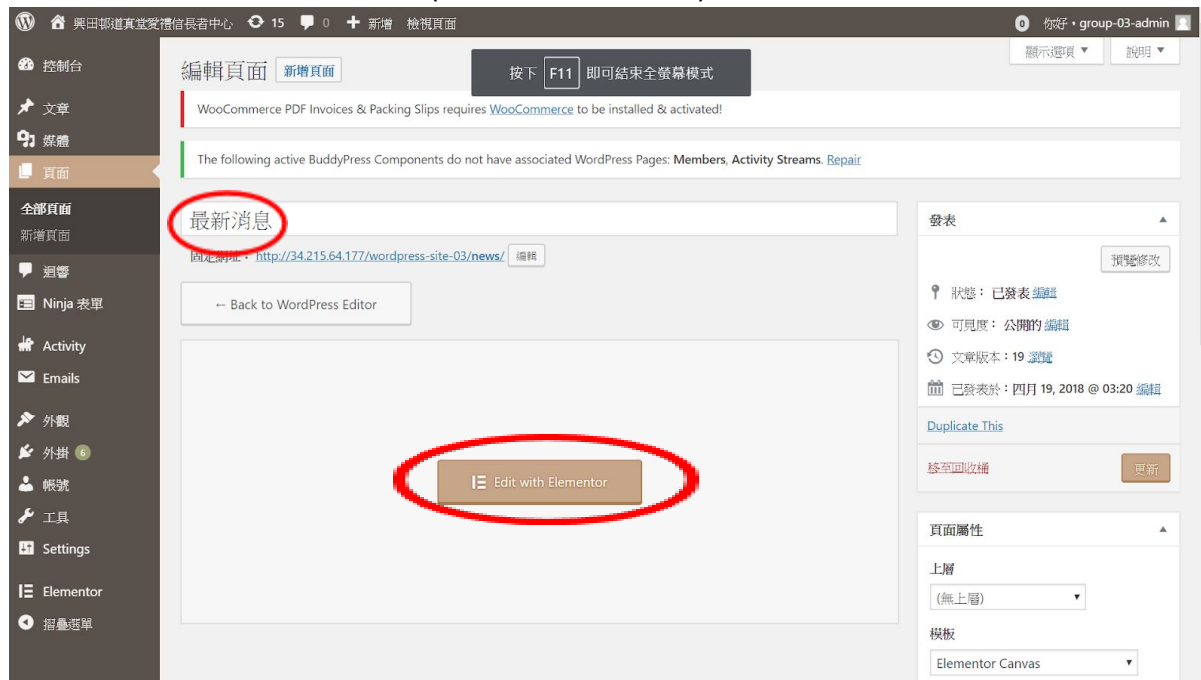 興田邨道真堂愛禮信長者中心 15 0 新增 檢視頁面 0 你好，group-03-admin
顯示選項 ▼ 說明 ▼
控制台
文章
媒體 9
頁面
全部頁面
新增頁面
迴響
Ninja 表單
Activity
Emails
外觀
外掛 6
帳號
工具
Settings
Elementor
摺疊選單
編輯頁面 新增頁面
按下 F11 即可結束全螢幕模式
WooCommerce PDF Invoices & Packing Slips requires WooCommerce to be installed & activated!
The following active BuddyPress Components do not have associated WordPress Pages: Members, Activity Streams. Repair
最新消息
固定網址： http://34.215.64.177/wordpress-site-03/news/ 編輯
← Back to WordPress Editor
Edit with Elementor
發表
預覽修改
狀態： 已發表 編輯
可見度： 公開的 編輯
文章版本：19 瀏覽
已發表於：四月 19, 2018 @ 03:20 編輯
Duplicate This
移至回收桶 更新
頁面屬性
上層
(無上層)
模板
Elementor Canvas